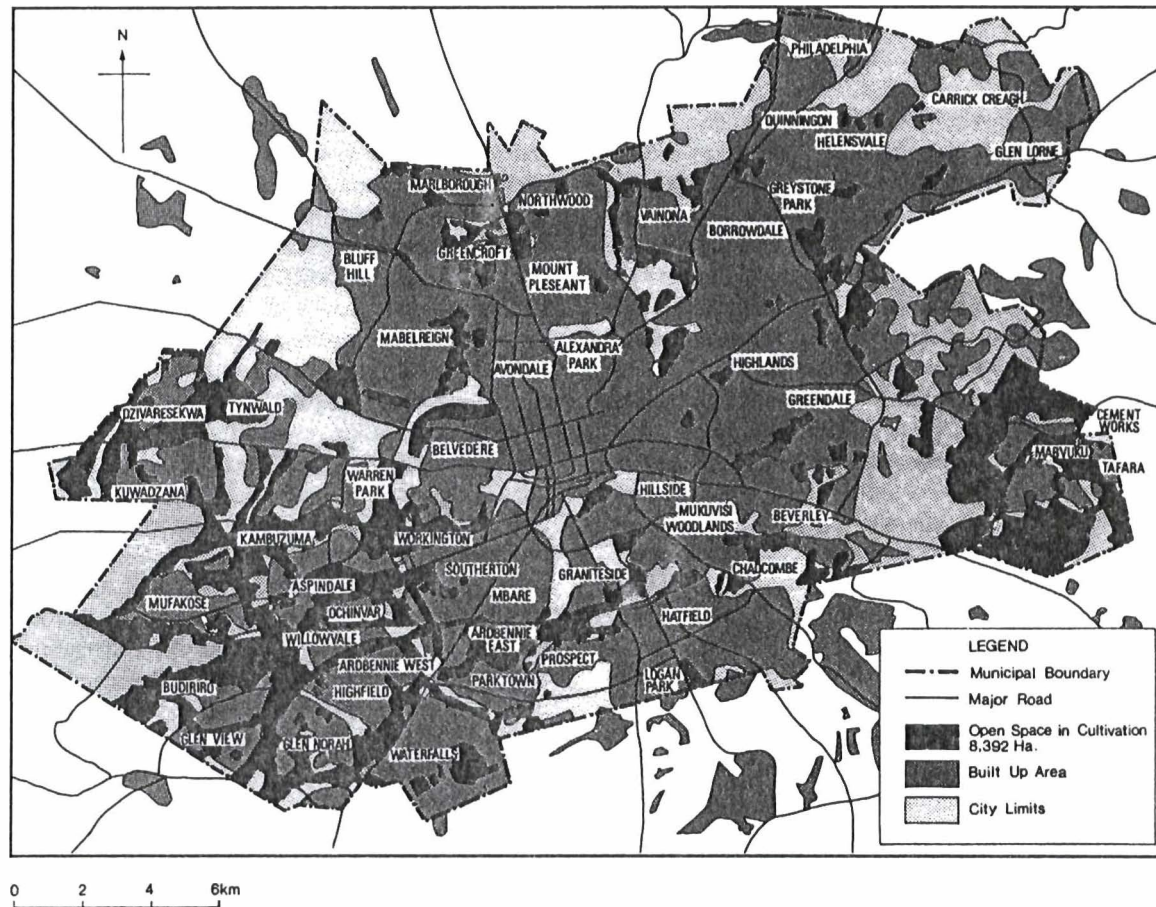 N
PHILADELPHIA
CARRICK CREAGH
QUINNINGON
HELENSVALE
GLEN LORNE
MARLBOROUGH
NORTHWOOD
VAINONA
GREYSTONE
PARK
BORROWDALE
GREENCROFT
BLUFF
HILL
MOUNT
PLESEANT
MABELREIGN
AVONDALE
ALEXANDRA
PARK
HIGHLANDS
GREENDALE
DZIVARESEKWA
TYNWALD
BELVEDERE
CEMENT
WORKS
MABVUKU
TAFARA
KUWADZANA
WARREN
PARK
HILLSIDE
MUKUVISI
WOODLANDS
BEVERLEY
KAMBUZUMA
WORKINGTON
SOUTHERTON
GRANITESIDE
CHADCOMBE
ASPINDALE
MUFAKOSE
MBARE
OCHINVAR
HATFIELD
WILLOWVALE
ARDBENNIE
EAST
ARDBENNIE WEST
PROSPECT
BUDIRIRO
HIGHFIELD
PARKTOWN
LOGAN
PARK
GLEN VIEW
GLEN NORAH
WATERFALLS
LEGEND
Municipal Boundary
Major Road
Open Space in Cultivation
8,392 Ha.
Built Up Area
City Limits
0 2 4 6km